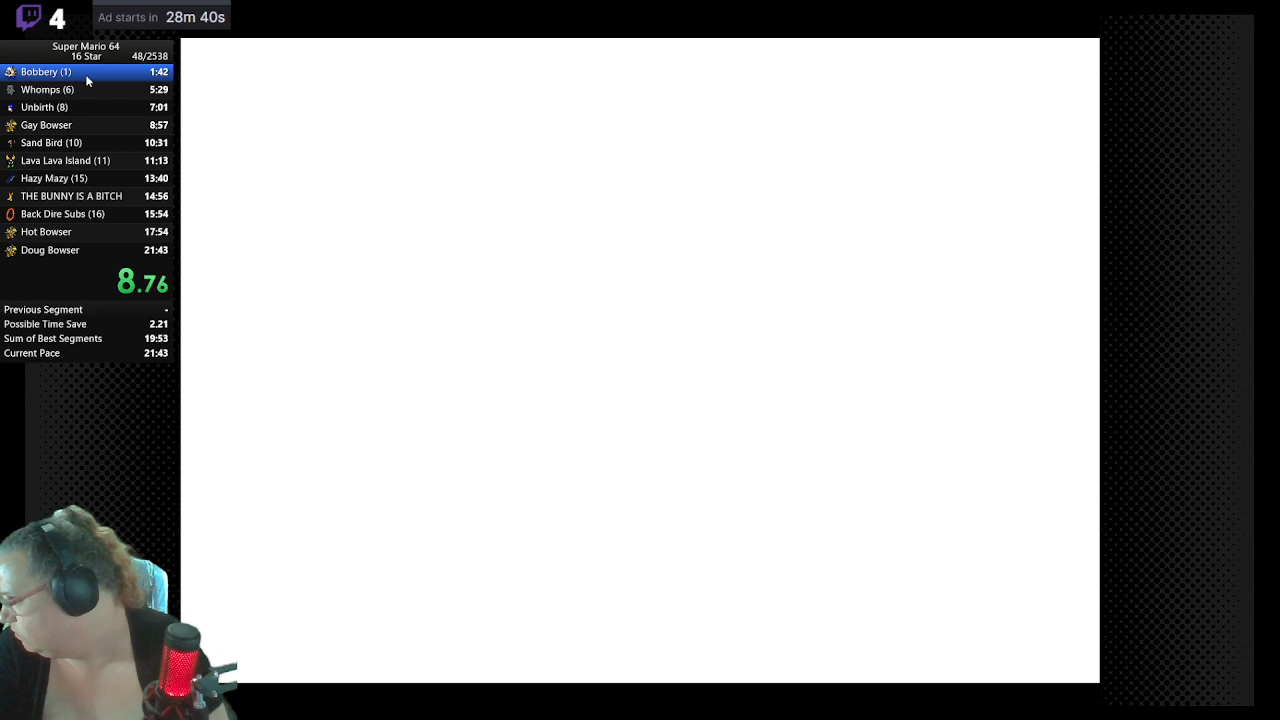 4
Ad starts in 28m 40s
Super Mario 64
16 Star 48/2538
Bobbery (1) 1:42
Whomps (6) 5:29
Unbirth (8) 7:01
Gay Bowser 8:57
Sand Bird (10) 10:31
Lava Lava Island (11) 11:13
Hazy Mazy (15) 13:40
THE BUNNY IS A BITCH 14:56
Back Dire Subs (16) 15:54
Hot Bowser 17:54
Doug Bowser 21:43
8.76
Previous Segment -
Possible Time Save 2.21
Sum of Best Segments 19:53
Current Pace 21:43